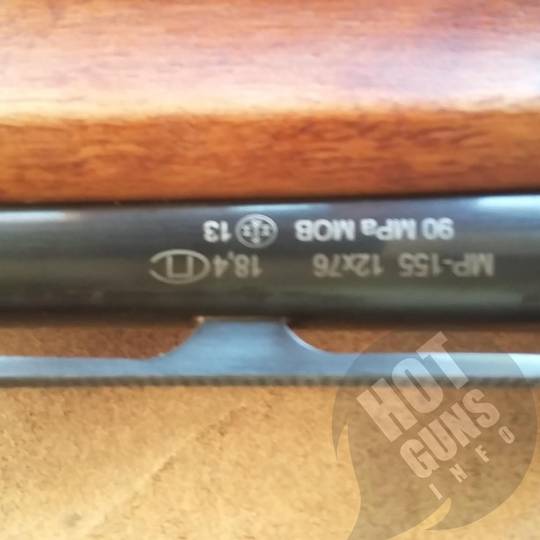 MP-155 12x76 18,4 П
90 MPa MOB 13
HOT
GUNS
INFO